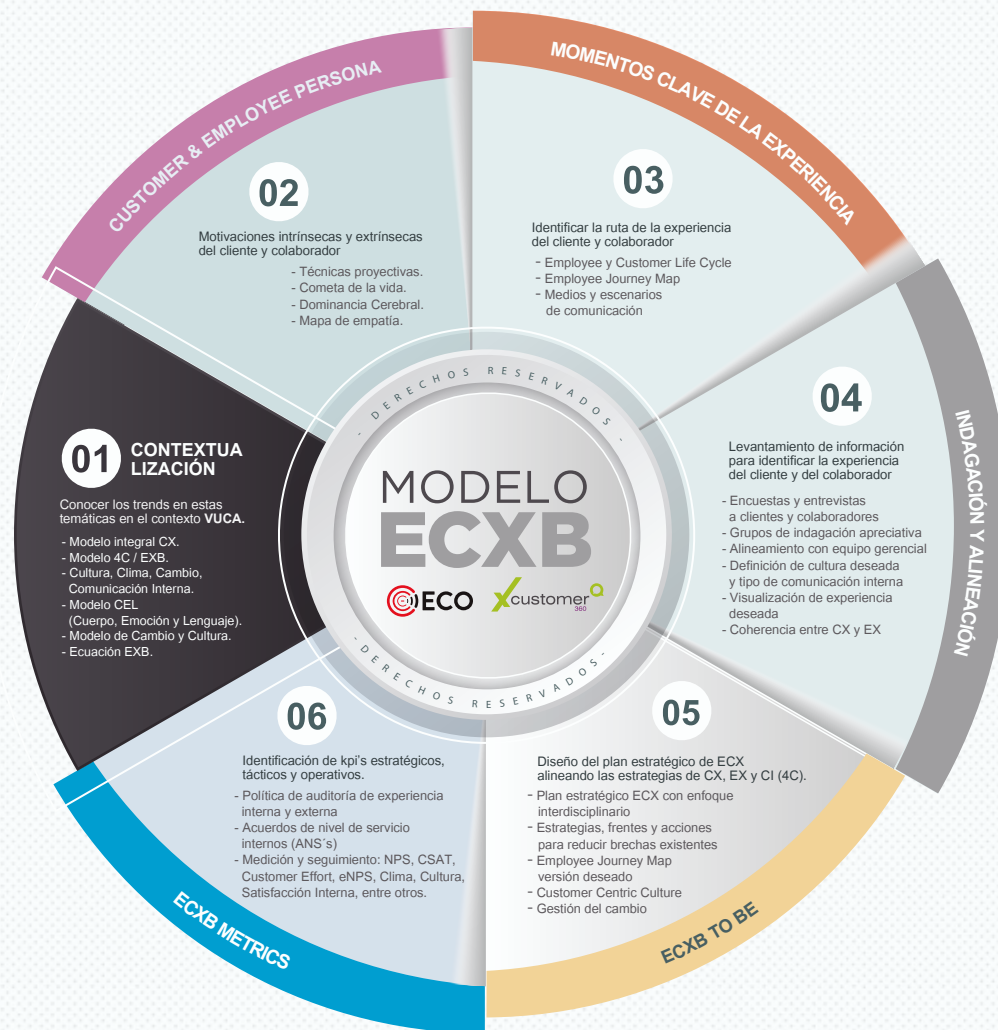 CUSTOMER & EMPLOYEE PERSONA
MOMENTOS CLAVE DE LA EXPERIENCIA
INDAGACIÓN Y ALINEACIÓN
ECXB TO BE
ECXB METRICS
01
CONTEXTUA
LIZACIÓN
Conocer los trends en estas
temáticas en el contexto VUCA.
- Modelo integral CX.
- Modelo 4C / EXB.
- Cultura, Clima, Cambio,
Comunicación Interna.
- Modelo CEL
(Cuerpo, Emoción y Lenguaje).
- Modelo de Cambio y Cultura.
- Ecuación EXB.
02
Motivaciones intrínsecas y extrínsecas
del cliente y colaborador
- Técnicas proyectivas.
- Cometa de la vida.
- Dominancia Cerebral.
- Mapa de empatía.
03
Identificar la ruta de la experiencia
del cliente y colaborador
- Employee y Customer Life Cycle
- Employee Journey Map
- Medios y escenarios
de comunicación
04
Levantamiento de información
para identificar la experiencia
del cliente y del colaborador
- Encuestas y entrevistas
a clientes y colaboradores
- Grupos de indagación apreciativa
- Alineamiento con equipo gerencial
- Definición de cultura deseada
y tipo de comunicación interna
- Visualización de experiencia
deseada
- Coherencia entre CX y EX
05
Diseño del plan estratégico de ECX
alineando las estrategias de CX, EX y CI (4C).
- Plan estratégico ECX con enfoque
interdisciplinario
- Estrategias, frentes y acciones
para reducir brechas existentes
- Employee Journey Map
versión deseado
- Customer Centric Culture
- Gestión del cambio
06
Identificación de kpi's estratégicos,
tácticos y operativos.
- Política de auditoría de experiencia
interna y externa
- Acuerdos de nivel de servicio
internos (ANS´s)
- Medición y seguimiento: NPS, CSAT,
Customer Effort, eNPS, Clima, Cultura,
Satisfacción Interna, entre otros.
- DERECHOS RESERVADOS -
MODELO
ECXB
ECO
Xcustomer
360
- DERECHOS RESERVADOS -